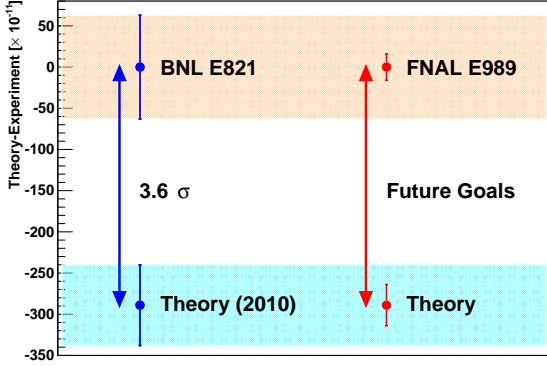 Theory-Experiment [× 10⁻¹¹]
50
0
-50
-100
-150
-200
-250
-300
-350
BNL E821
FNAL E989
3.6 σ
Future Goals
Theory (2010)
Theory